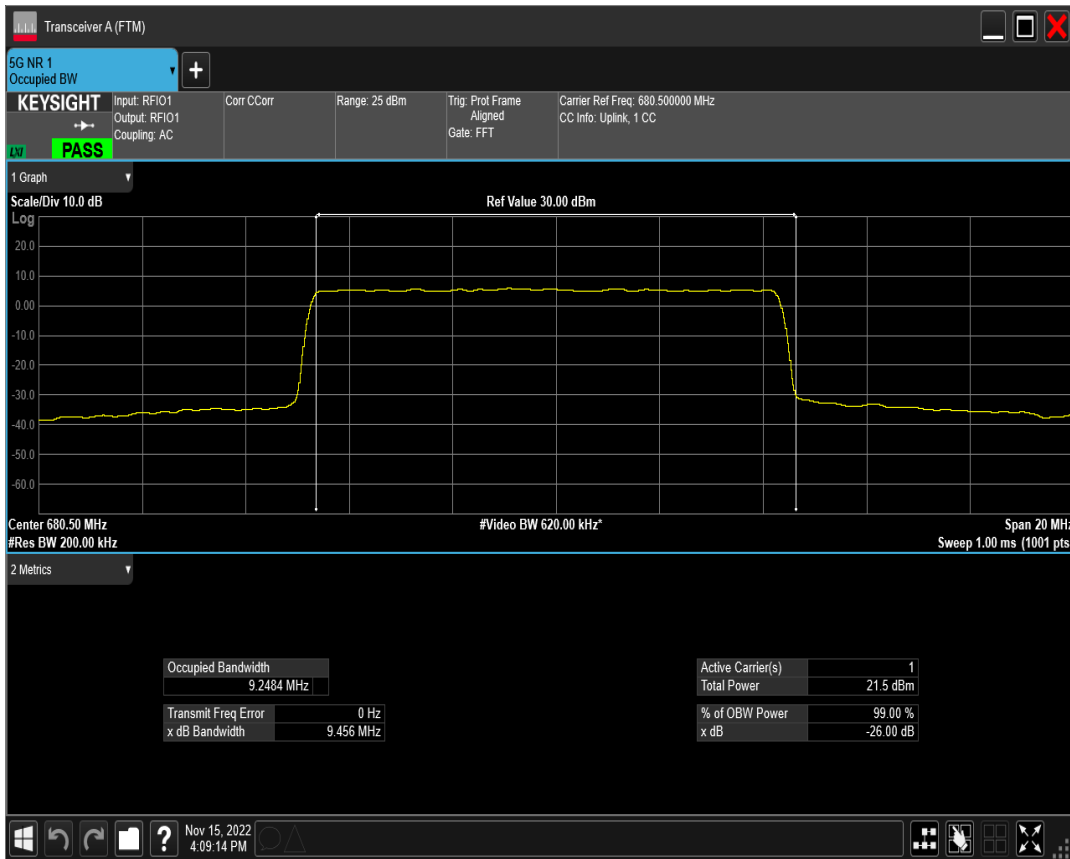 Transceiver A (FTM)
5G NR 1
Occupied BW
+
KEYSIGHT
LXI
PASS
Input: RFIO1
Output: RFIO1
Coupling: AC
Corr CCorr
Range: 25 dBm
Trig: Prot Frame
Aligned
Gate: FFT
Carrier Ref Freq: 680.500000 MHz
CC Info: Uplink, 1 CC
1 Graph
Scale/Div 10.0 dB
Ref Value 30.00 dBm
Log
20.0
10.0
0.00
-10.0
-20.0
-30.0
-40.0
-50.0
-60.0
Center 680.50 MHz
#Video BW 620.00 kHz*
Span 20 MHz
#Res BW 200.00 kHz
Sweep 1.00 ms (1001 pts
2 Metrics
Occupied Bandwidth
9.2484 MHz
Transmit Freq Error 0 Hz
x dB Bandwidth 9.456 MHz
Active Carrier(s) 1
Total Power 21.5 dBm
% of OBW Power 99.00 %
x dB -26.00 dB
?
Nov 15, 2022
4:09:14 PM